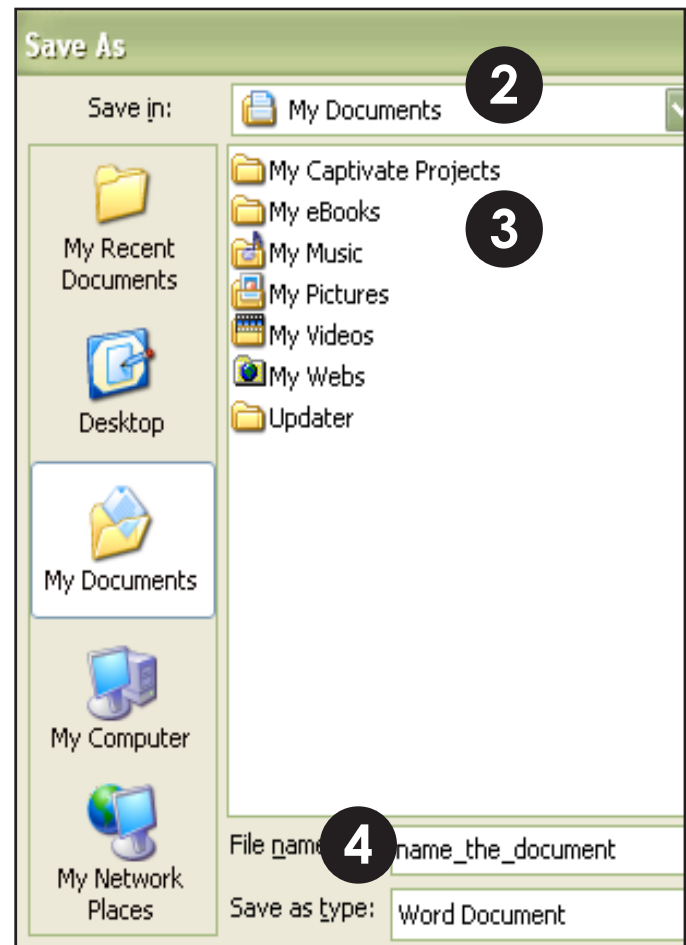 Save As
2
Save in:
My Documents
My Captivate Projects
My eBooks
3
My Music
My Pictures
My Videos
My Webs
Updater
My Recent
Documents
Desktop
My Documents
My Computer
My Network
Places
File name
4
name_the_document
Save as type:
Word Document